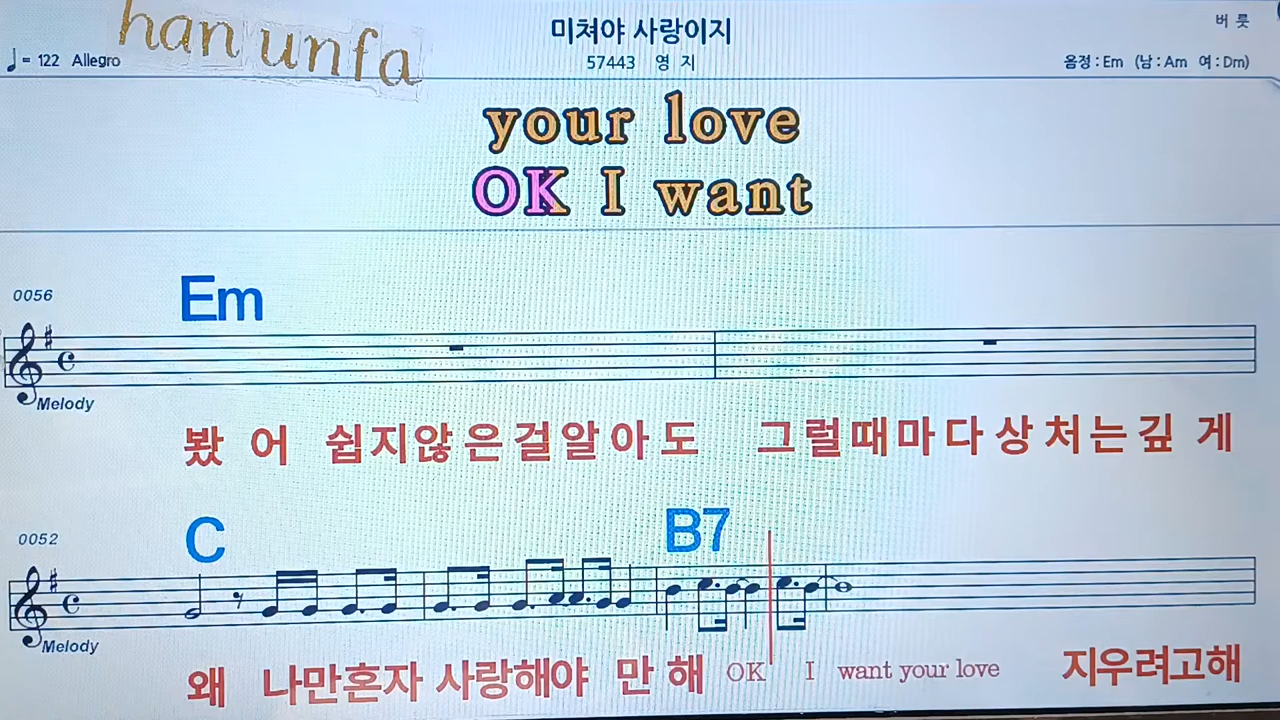 han unfa
미쳐야 사랑이지
버 릇
♩= 122 Allegro
57443 영 지
음정 : Em (남 : Am 여 : Dm)
your love
OK I want
0056
Em
Melody
봤 어 쉽지않은걸알아도 그럴때마다상처는깊 게
0052
C B7
Melody
왜 나만혼자 사랑해야 만 해 OK I want your love 지우려고해